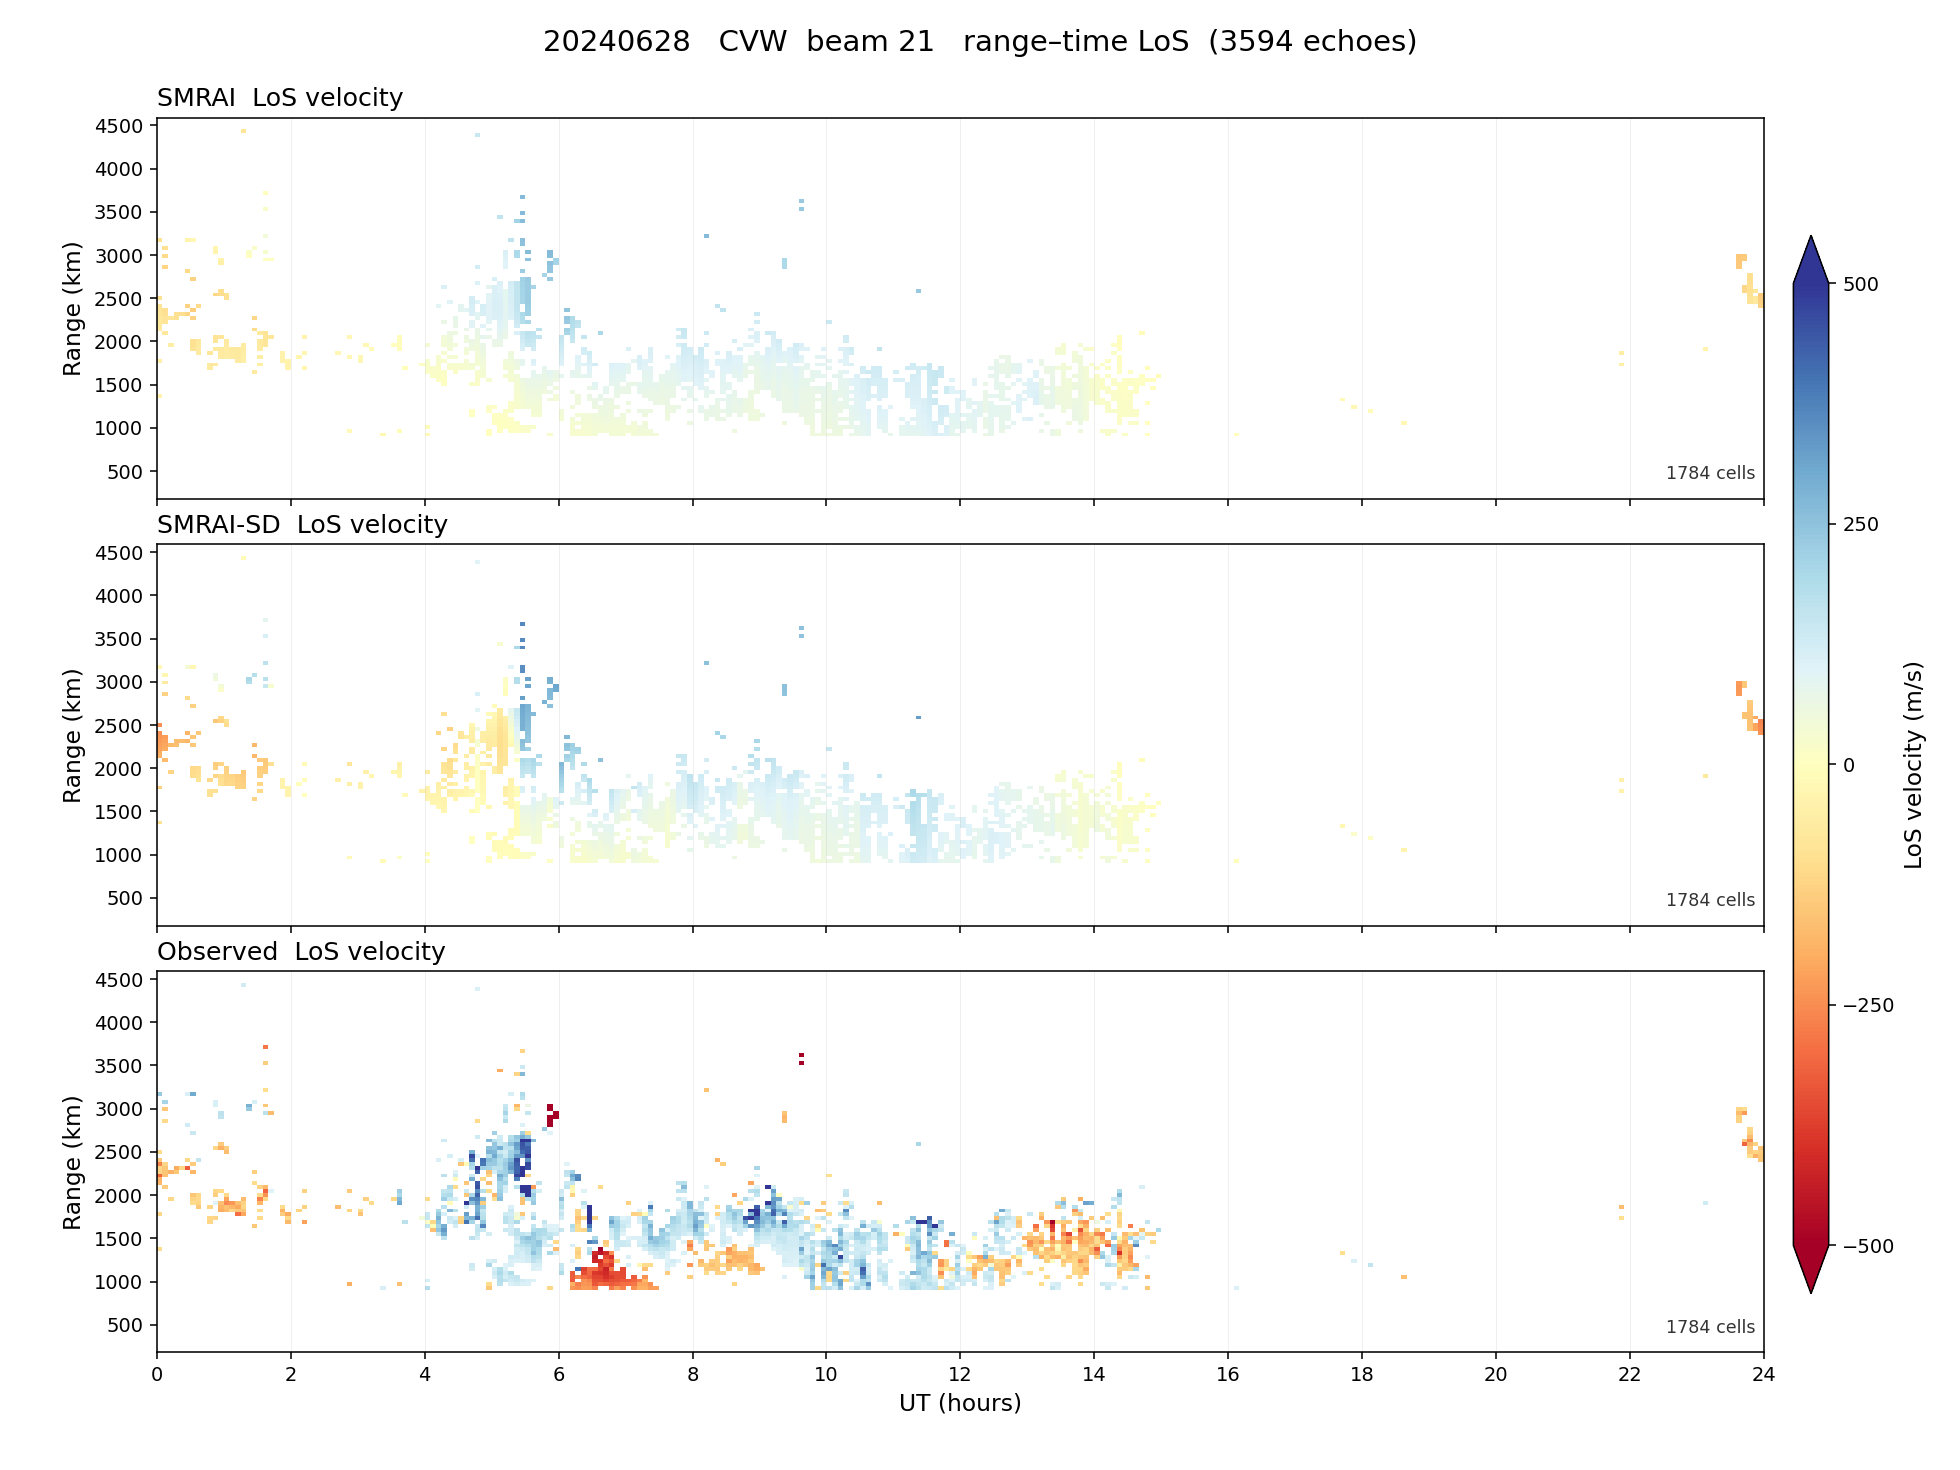 20240628 CVW beam 21 range–time LoS (3594 echoes)
SMRAI LoS velocity
4500
4000
3500
3000
2500
2000
1500
1000
500
Range (km)
1784 cells
SMRAI-SD LoS velocity
4500
4000
3500
3000
2500
2000
1500
1000
500
Range (km)
1784 cells
Observed LoS velocity
4500
4000
3500
3000
2500
2000
1500
1000
500
Range (km)
1784 cells
0 2 4 6 8 10 12 14 16 18 20 22 24
UT (hours)
500
250
0
−250
−500
LoS velocity (m/s)